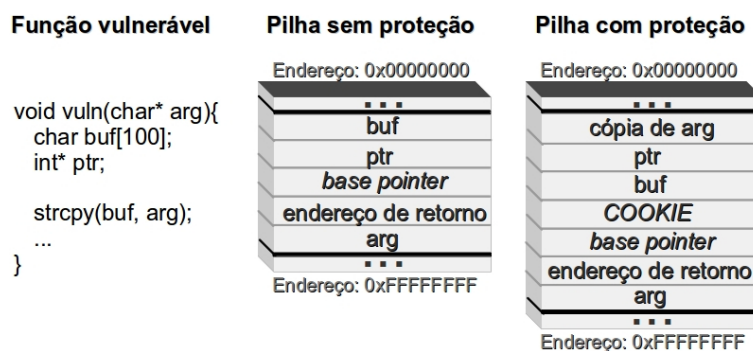 Função vulnerável
void vuln(char* arg){
char buf[100];
int* ptr;
strcpy(buf, arg);
...
}
Pilha sem proteção
Endereço: 0x00000000
...
buf
ptr
base pointer
endereço de retorno
arg
...
Endereço: 0xFFFFFFFF
Pilha com proteção
Endereço: 0x00000000
...
cópia de arg
ptr
buf
COOKIE
base pointer
endereço de retorno
arg
...
Endereço: 0xFFFFFFFF